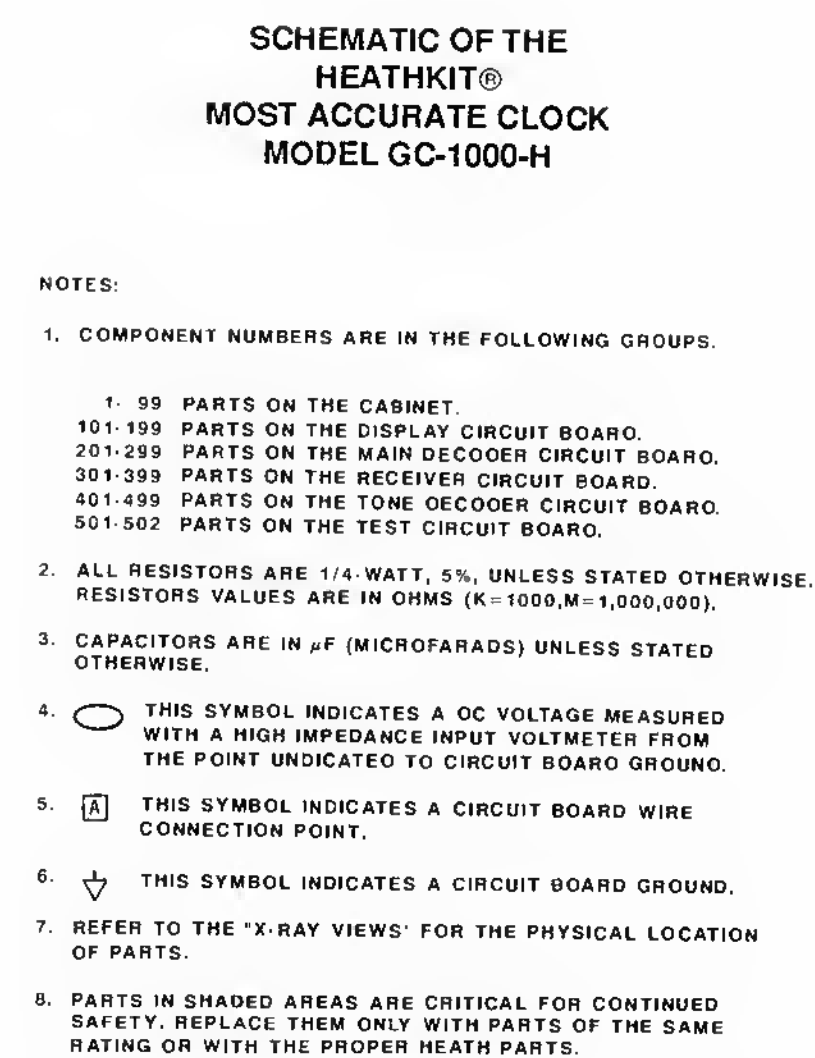 SCHEMATIC OF THE
HEATHKIT®
MOST ACCURATE CLOCK
MODEL GC-1000-H
NOTES:
1. COMPONENT NUMBERS ARE IN THE FOLLOWING GROUPS.
1- 99 PARTS ON THE CABINET.
101-199 PARTS ON THE DISPLAY CIRCUIT BOARO.
201-299 PARTS ON THE MAIN DECOOER CIRCUIT BOARO.
301-399 PARTS ON THE RECEIVER CIRCUIT BOARD.
401-499 PARTS ON THE TONE OECOOER CIRCUIT BOARO.
501-502 PARTS ON THE TEST CIRCUIT BOARO.
2. ALL RESISTORS ARE 1/4-WATT, 5%, UNLESS STATED OTHERWISE.
RESISTORS VALUES ARE IN OHMS (K=1000,M=1,000,000).
3. CAPACITORS ARE IN µF (MICROFARADS) UNLESS STATED
OTHERWISE.
4. THIS SYMBOL INDICATES A OC VOLTAGE MEASURED
WITH A HIGH IMPEDANCE INPUT VOLTMETER FROM
THE POINT UNDICATEO TO CIRCUIT BOARO GROUNO.
5. A THIS SYMBOL INDICATES A CIRCUIT BOARD WIRE
CONNECTION POINT.
6. THIS SYMBOL INDICATES A CIRCUIT BOARD GROUND.
7. REFER TO THE "X-RAY VIEWS' FOR THE PHYSICAL LOCATION
OF PARTS.
8. PARTS IN SHADED AREAS ARE CRITICAL FOR CONTINUED
SAFETY. REPLACE THEM ONLY WITH PARTS OF THE SAME
RATING OR WITH THE PROPER HEATH PARTS.